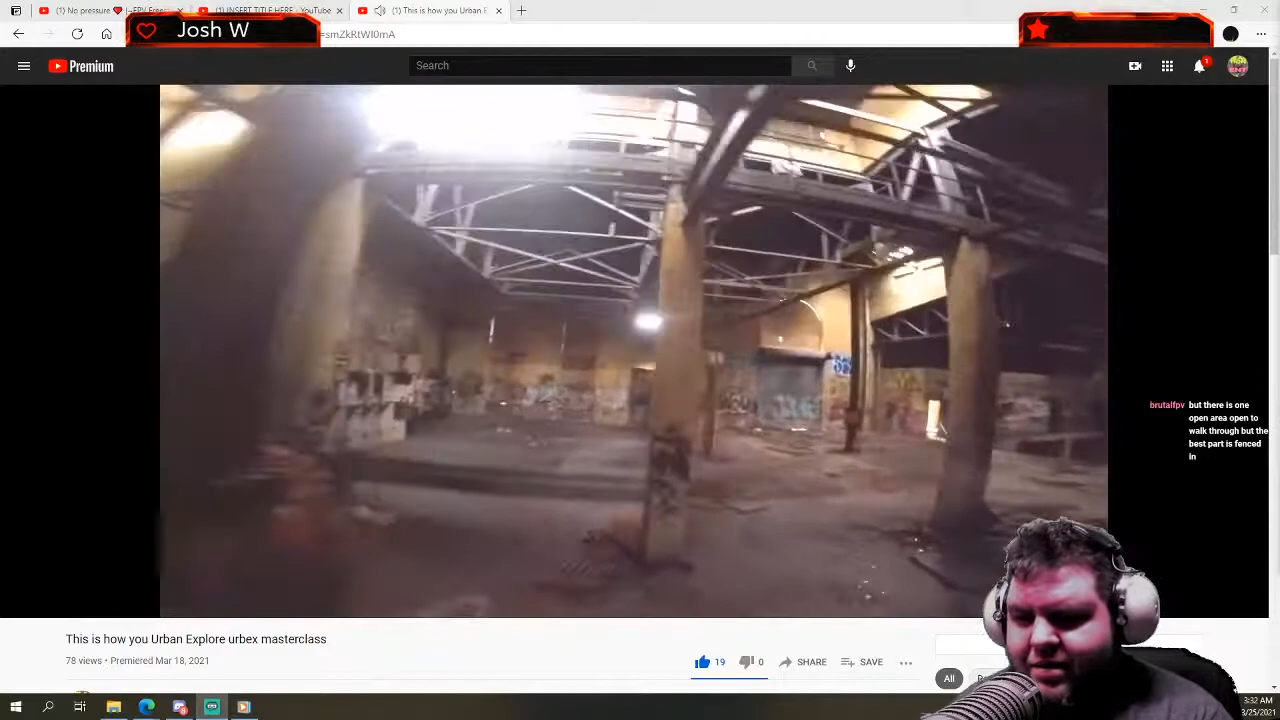 (1) No pressure ❤ |~FPV Freest
(1) INSERT TITLE HERE - YouTube
(1) This is how you Urban E
Josh W
=smZkRtWI0mA
Premium
Search
1
brutalfpv but there is one
open area open to
walk through but the
best part is fenced
in
This is how you Urban Explore urbex masterclass
78 views • Premiered Mar 18, 2021
19
0
SHARE
SAVE
All
3:32 AM
3/25/2021